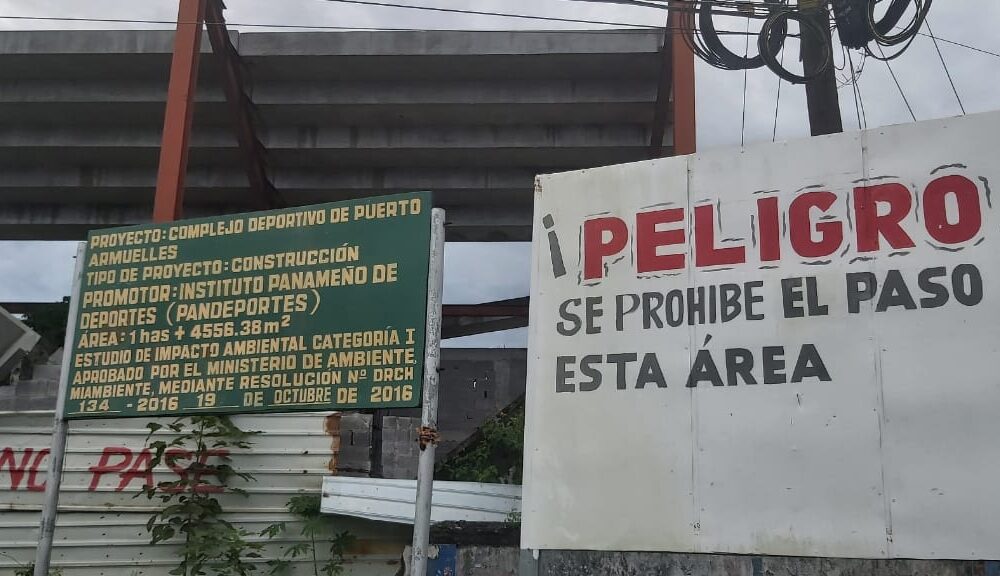 PROYECTO: COMPLEJO DEPORTIVO DE PUERTO
ARMUELLES
TIPO DE PROYECTO: CONSTRUCCIÓN
PROMOTOR: INSTITUTO PANAMEÑO DE
DEPORTES (PANDEPORTES)
ÁREA: 1 has + 4556.38 m²
ESTUDIO DE IMPACTO AMBIENTAL CATEGORÍA I
APROBADO POR EL MINISTERIO DE AMBIENTE,
MIAMBIENTE, MEDIANTE RESOLUCIÓN Nº DRCH
134 - 2016 19 DE OCTUBRE DE 2016
NO PASE
¡PELIGRO
SE PROHIBE EL PASO
ESTA ÁREA